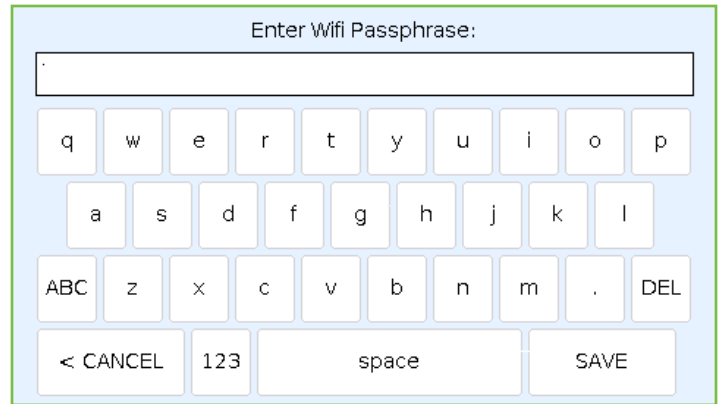 Enter Wifi Passphrase:
q w e r t y u i o p
a s d f g h j k l
ABC z x c v b n m . DEL
< CANCEL 123 space SAVE